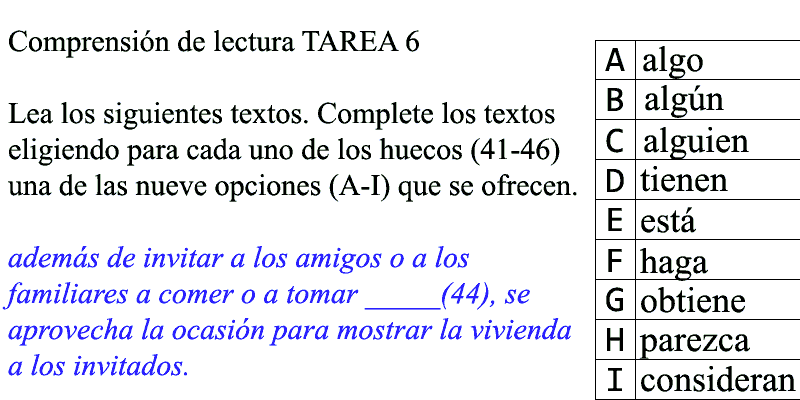 Comprensión de lectura TAREA 6
Lea los siguientes textos. Complete los textos
eligiendo para cada uno de los huecos (41-46)
una de las nueve opciones (A-I) que se ofrecen.
además de invitar a los amigos o a los
familiares a comer o a tomar _____(44), se
aprovecha la ocasión para mostrar la vivienda
a los invitados.
A algo
B algún
C alguien
D tienen
E está
F haga
G obtiene
H parezca
I consideran